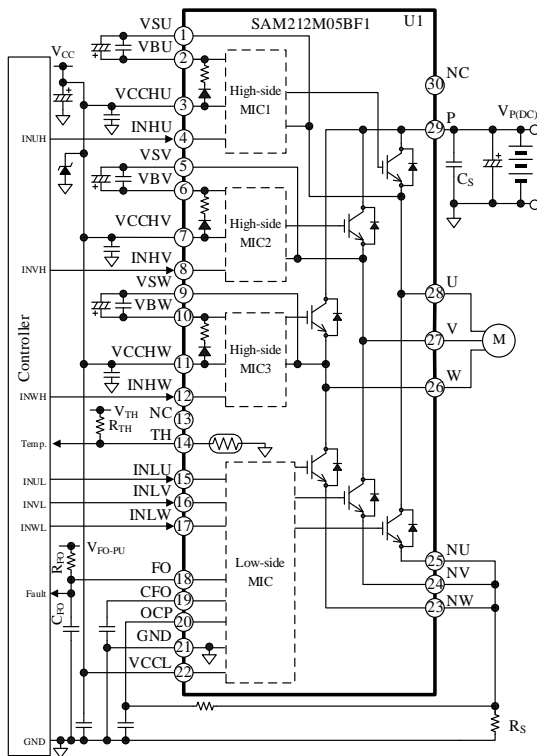 SAM212M05BF1
U1
VSU
1
VBU
2
VCC
VCCHU
3
INHU
4
INUH
High-side
MIC1
NC
30
P
29
VP(DC)
CS
VSV
5
VBV
6
VCCHV
7
INHV
8
INVH
High-side
MIC2
VSW
9
VBW
10
VCCHW
11
INHW
12
INWH
High-side
MIC3
U
28
V
27
W
26
M
Controller
NC
13
VTH
RTH
TH
14
Temp.
INLU
15
INUL
INLV
16
INVL
INLW
17
INWL
Low-side
MIC
VFO-PU
RFO
FO
18
Fault
CFO
CFO
19
OCP
20
GND
21
VCCL
22
NU
25
NV
24
NW
23
RS
GND